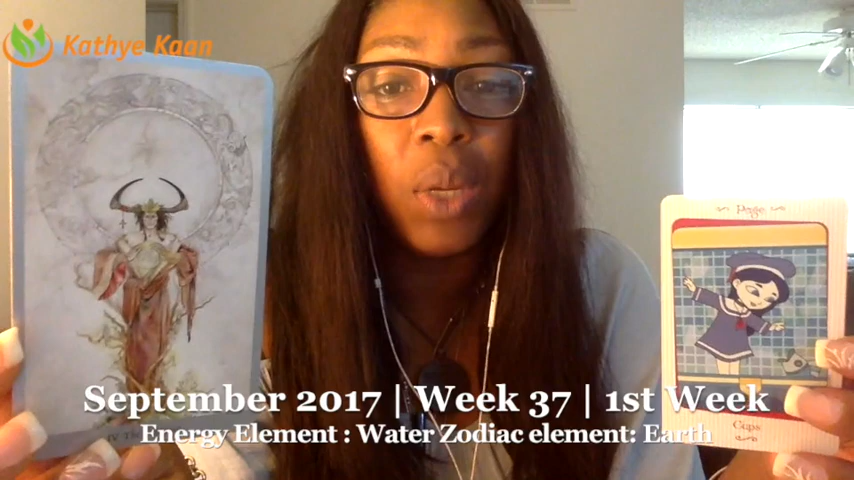 Kathye Kaan
Page
September 2017 | Week 37 | 1st Week
Energy Element : Water Zodiac element: Earth
Cups